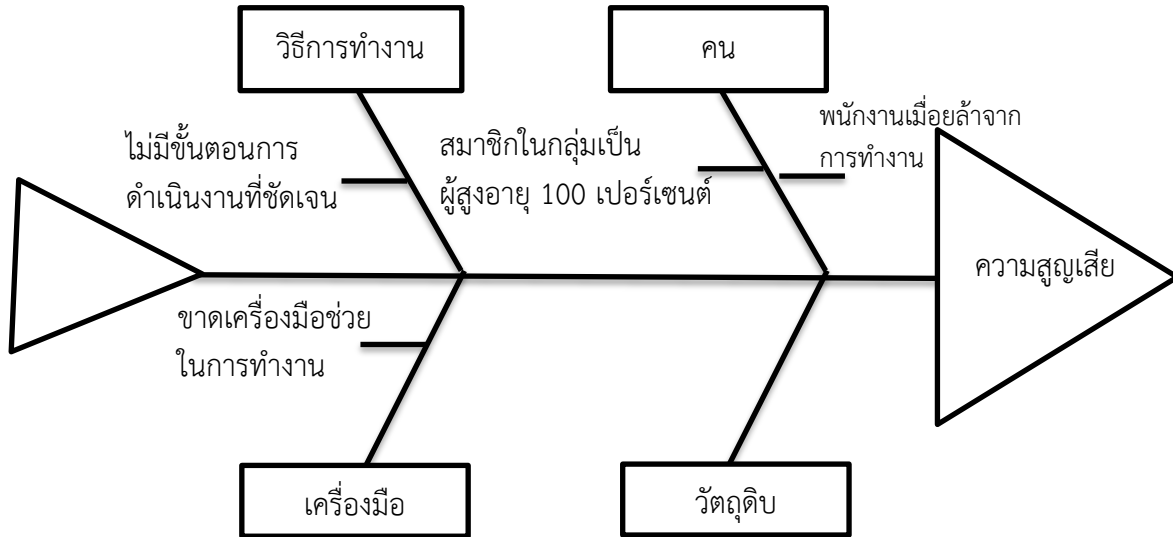 วิธีการทำงาน
คน
ไม่มีขั้นตอนการ
ดำเนินงานที่ชัดเจน
สมาชิกในกลุ่มเป็น
ผู้สูงอายุ 100 เปอร์เซนต์
พนักงานเมื่อยล้าจาก
การทำงาน
ความสูญเสีย
ขาดเครื่องมือช่วย
ในการทำงาน
เครื่องมือ
วัตถุดิบ